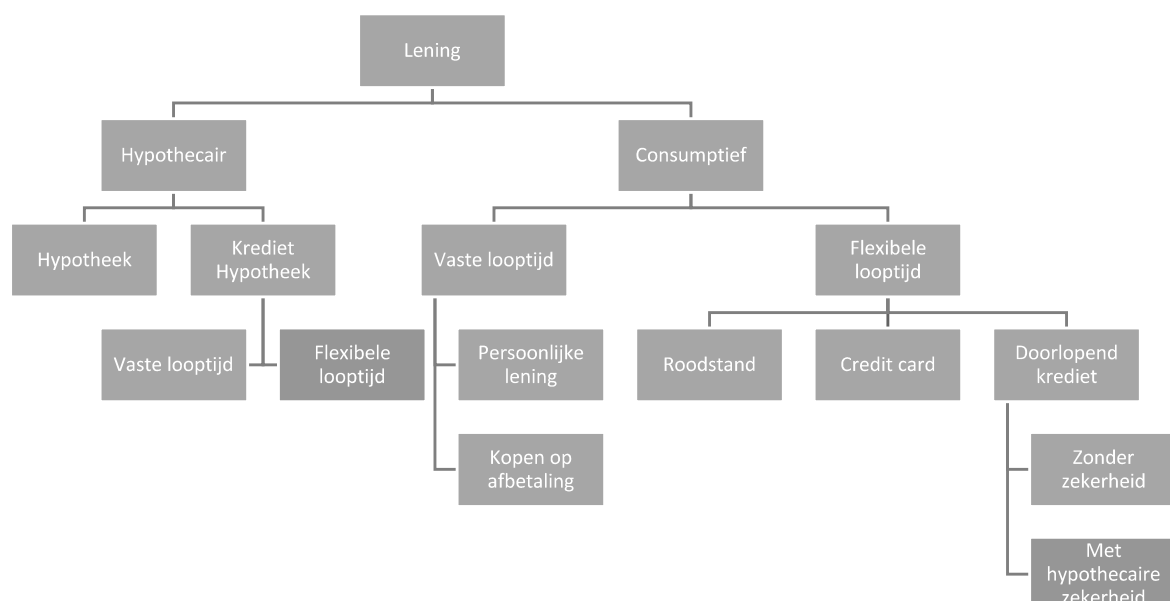 Lening
Hypothecair
Consumptief
Hypotheek
Krediet
Hypotheek
Vaste looptijd
Flexibele
looptijd
Vaste looptijd
Flexibele
looptijd
Persoonlijke
lening
Roodstand
Credit card
Doorlopend
krediet
Kopen op
afbetaling
Zonder
zekerheid
Met
hypothecaire
zekerheid